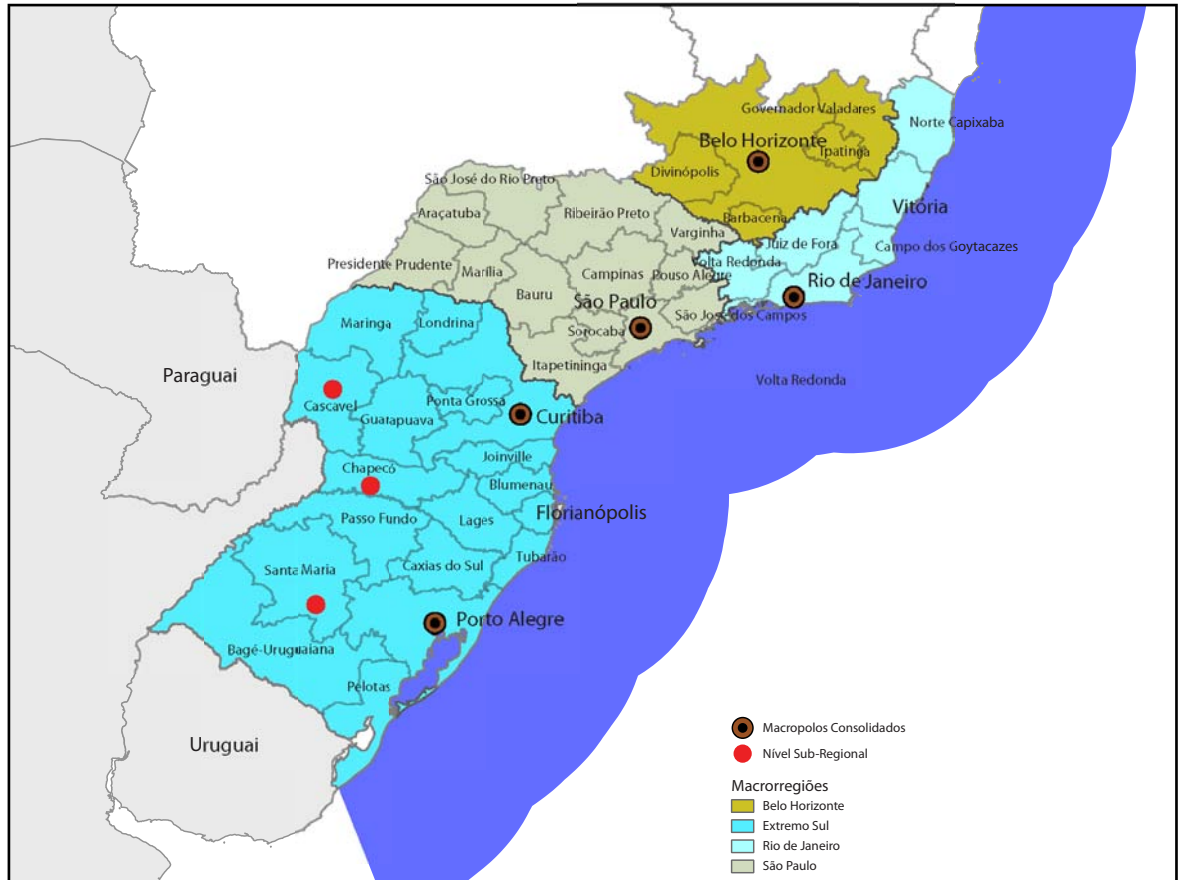 Governador Valadares
Norte Capixaba
Belo Horizonte
Ipatinga
Divinópolis
São José do Rio Preto
Vitória
Araçatuba
Ribeirão Preto
Barbacena
Varginha
Juiz de Fora
Campo dos Goytacazes
Presidente Prudente
Marília
Campinas
Pouso Alegre
Volta Redonda
Rio de Janeiro
Bauru
São Paulo
São José dos Campos
Maringa
Londrina
Sorocaba
Itapetininga
Paraguai
Volta Redonda
Cascavel
Ponta Grossa
Guarapuava
Curitiba
Joinville
Chapecó
Blumenau
Passo Fundo
Lages
Florianópolis
Tubarão
Santa Maria
Caxias do Sul
Porto Alegre
Bagé-Uruguaiana
Pelotas
Uruguai
Macropolos Consolidados
Nível Sub-Regional
Macrorregiões
Belo Horizonte
Extremo Sul
Rio de Janeiro
São Paulo